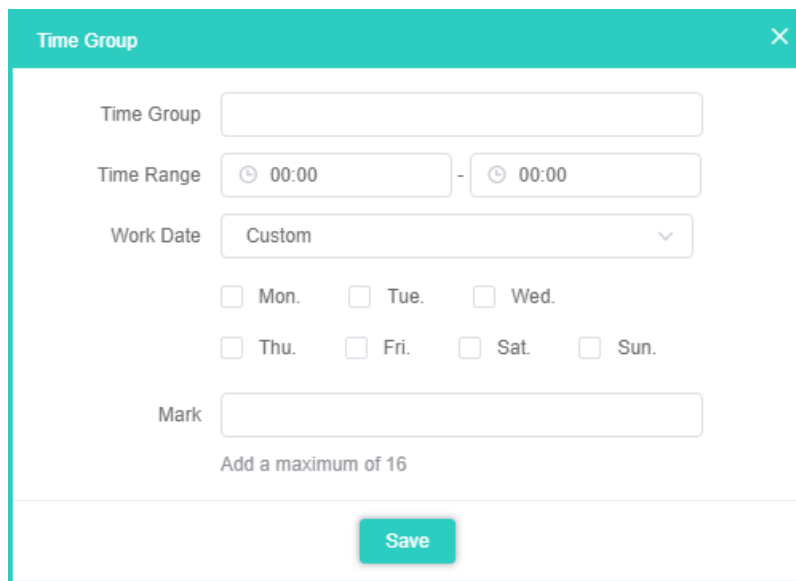 Time Group
Time Group
Time Range 00:00 - 00:00
Work Date Custom
Mon. Tue. Wed.
Thu. Fri. Sat. Sun.
Mark
Add a maximum of 16
Save